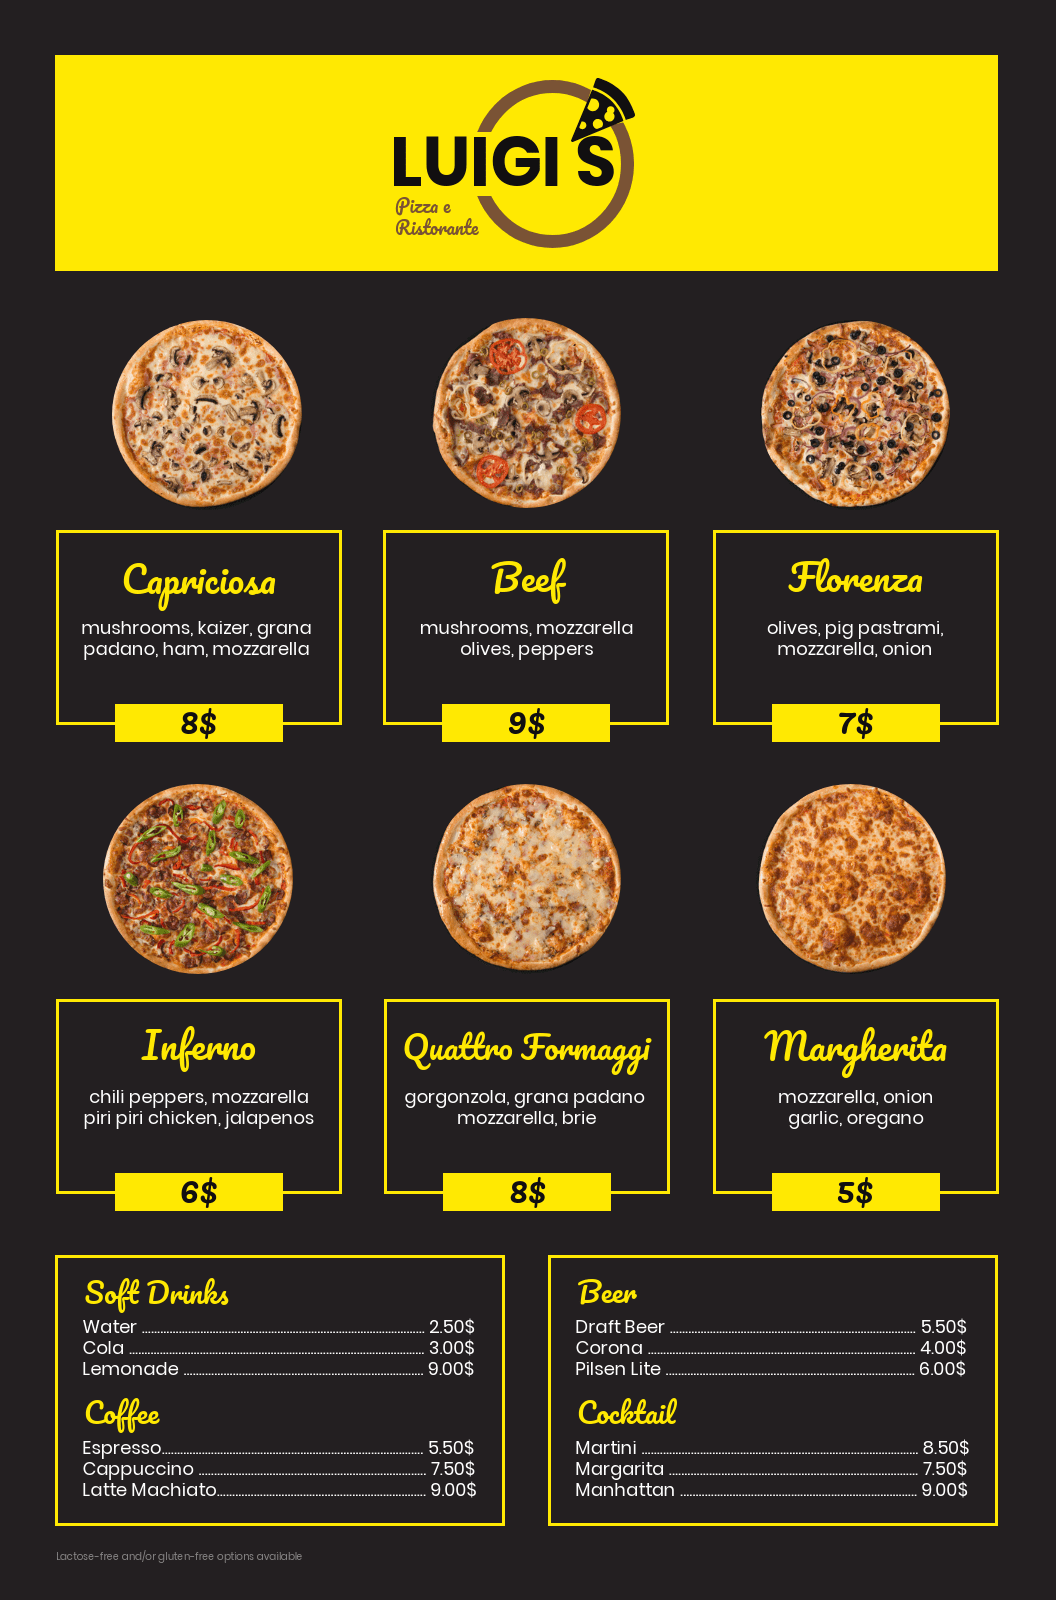 LUIGI'S
Pizza e
Ristorante
Capriciosa
mushrooms, kaizer, grana
padano, ham, mozzarella
8$
Beef
mushrooms, mozzarella
olives, peppers
9$
Florenza
olives, pig pastrami,
mozzarella, onion
7$
Inferno
chili peppers, mozzarella
piri piri chicken, jalapenos
6$
Quattro Formaggi
gorgonzola, grana padano
mozzarella, brie
8$
Margherita
mozzarella, onion
garlic, oregano
5$
Soft Drinks
Water 2.50$
Cola 3.00$
Lemonade 9.00$
Coffee
Espresso 5.50$
Cappuccino 7.50$
Latte Machiato 9.00$
Beer
Draft Beer 5.50$
Corona 4.00$
Pilsen Lite 6.00$
Cocktail
Martini 8.50$
Margarita 7.50$
Manhattan 9.00$
Lactose-free and/or gluten-free options available